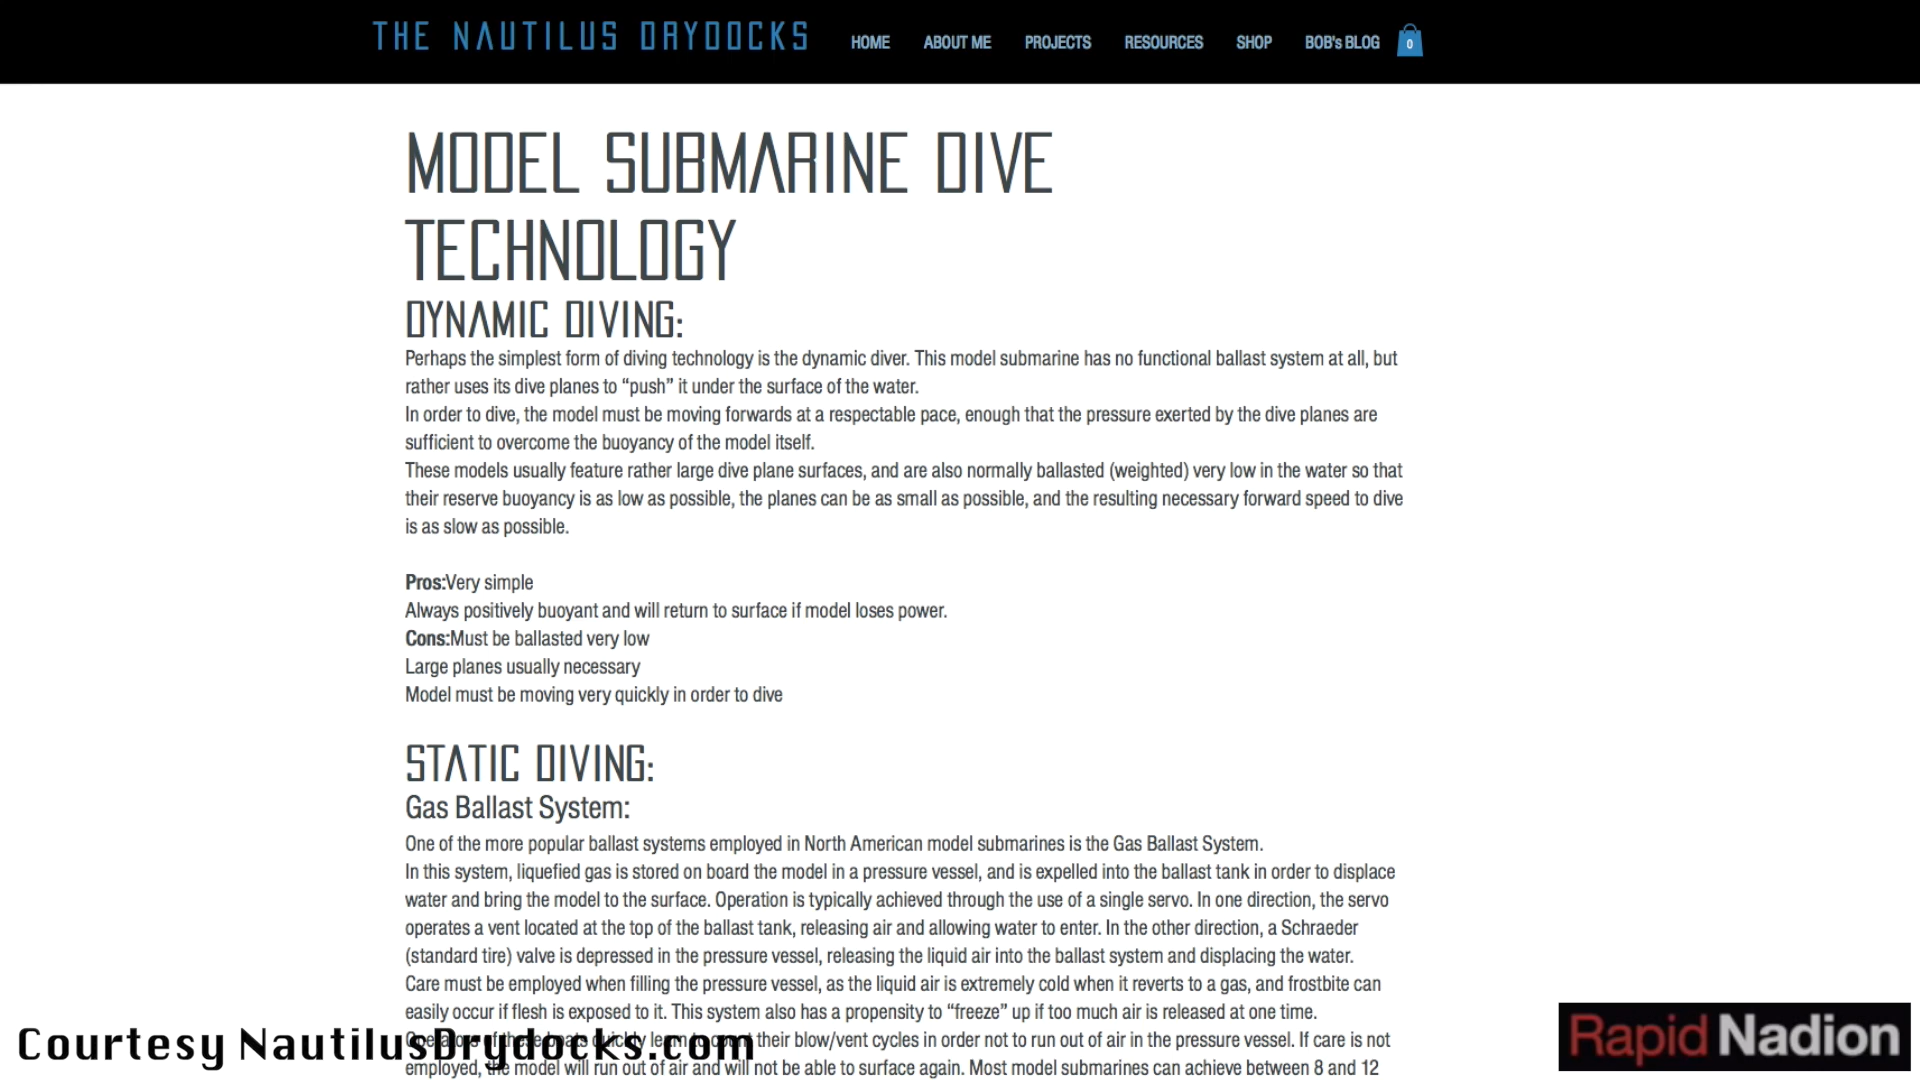 THE NAUTILUS DRYDOCKS
HOME ABOUT ME PROJECTS RESOURCES SHOP BOB's BLOG 0
MODEL SUBMARINE DIVE
TECHNOLOGY
DYNAMIC DIVING:
Perhaps the simplest form of diving technology is the dynamic diver. This model submarine has no functional ballast system at all, but
rather uses its dive planes to “push” it under the surface of the water.
In order to dive, the model must be moving forwards at a respectable pace, enough that the pressure exerted by the dive planes are
sufficient to overcome the buoyancy of the model itself.
These models usually feature rather large dive plane surfaces, and are also normally ballasted (weighted) very low in the water so that
their reserve buoyancy is as low as possible, the planes can be as small as possible, and the resulting necessary forward speed to dive
is as slow as possible.
Pros:Very simple
Always positively buoyant and will return to surface if model loses power.
Cons:Must be ballasted very low
Large planes usually necessary
Model must be moving very quickly in order to dive
STATIC DIVING:
Gas Ballast System:
One of the more popular ballast systems employed in North American model submarines is the Gas Ballast System.
In this system, liquefied gas is stored on board the model in a pressure vessel, and is expelled into the ballast tank in order to displace
water and bring the model to the surface. Operation is typically achieved through the use of a single servo. In one direction, the servo
operates a vent located at the top of the ballast tank, releasing air and allowing water to enter. In the other direction, a Schraeder
(standard tire) valve is depressed in the pressure vessel, releasing the liquid air into the ballast system and displacing the water.
Care must be employed when filling the pressure vessel, as the liquid air is extremely cold when it reverts to a gas, and frostbite can
easily occur if flesh is exposed to it. This system also has a propensity to “freeze” up if too much air is released at one time.
Operators of these boats quickly learn to count their blow/vent cycles in order not to run out of air in the pressure vessel. If care is not
employed, the model will run out of air and will not be able to surface again. Most model submarines can achieve between 8 and 12
Courtesy NautilusDrydocks.com
Rapid Nadion